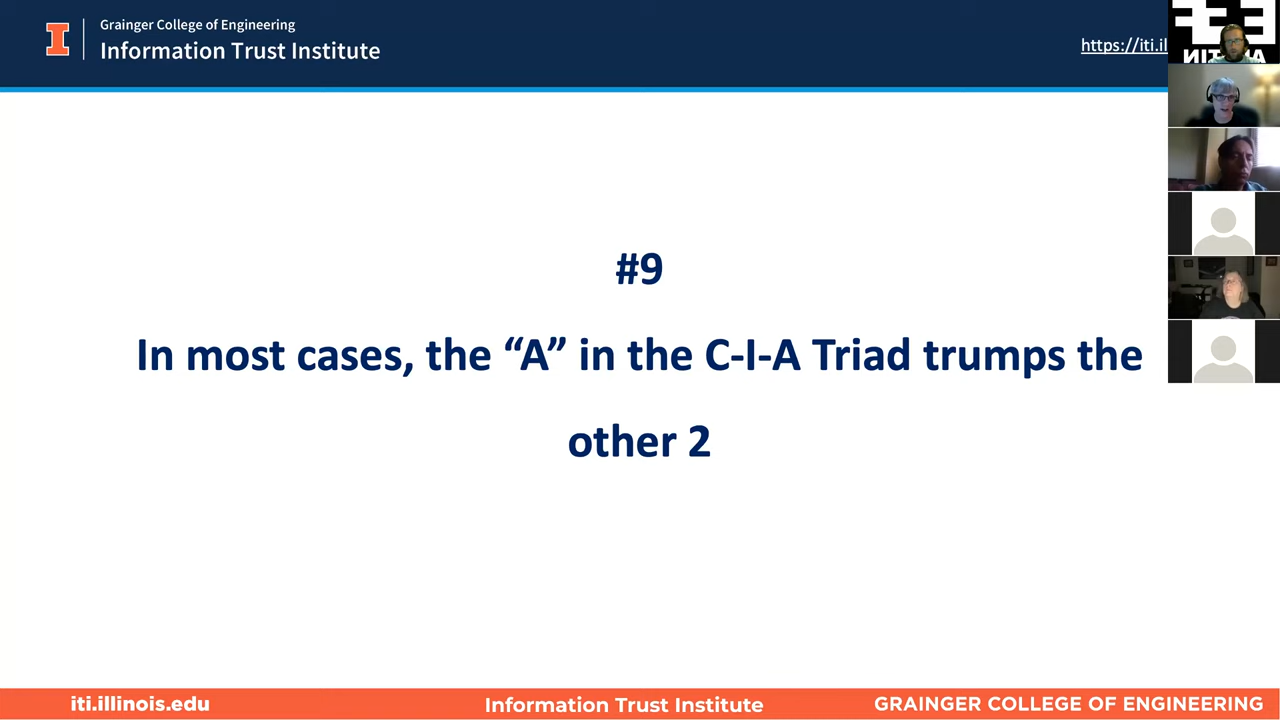 Grainger College of Engineering
Information Trust Institute
https://iti.il
#9
In most cases, the “A” in the C-I-A Triad trumps the
other 2
iti.illinois.edu
Information Trust Institute
GRAINGER COLLEGE OF ENGINEERING